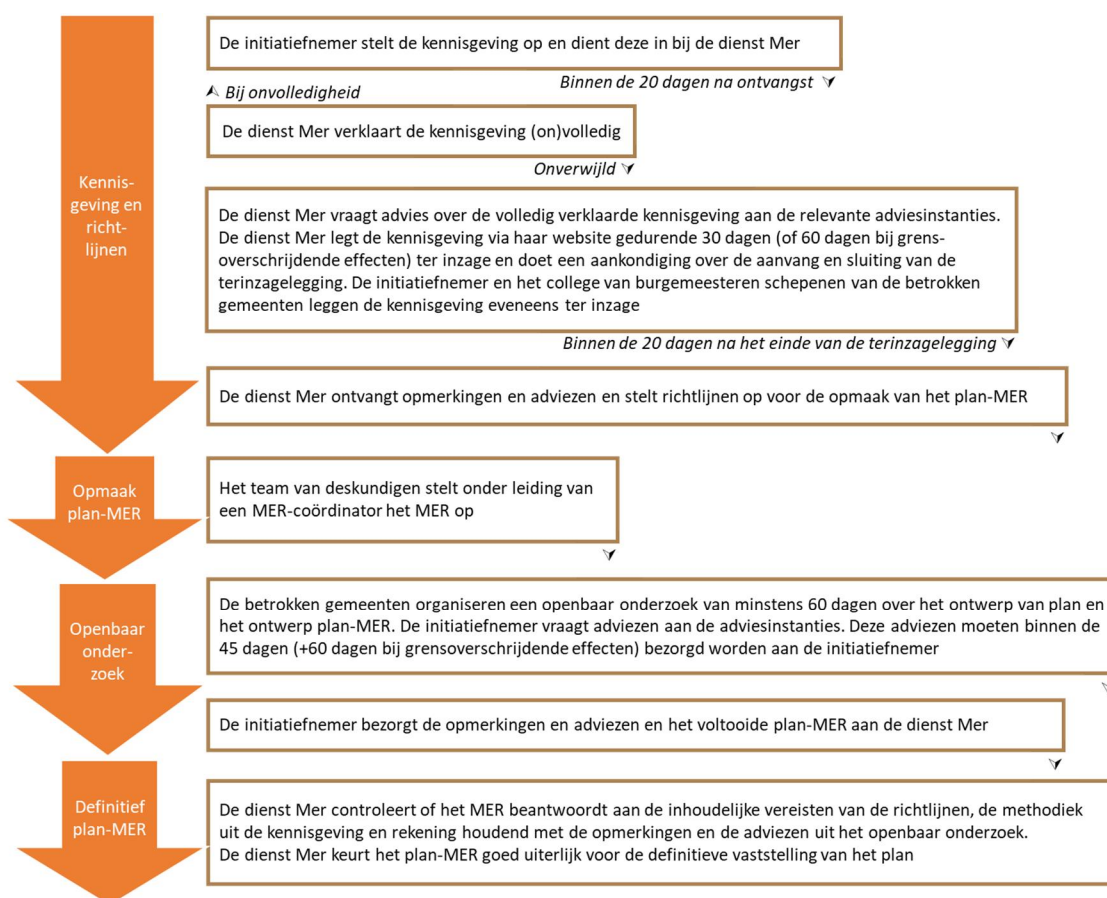 De initiatiefnemer stelt de kennisgeving op en dient deze in bij de dienst Mer
Binnen de 20 dagen na ontvangst
Bij onvolledigheid
De dienst Mer verklaart de kennisgeving (on)volledig
Onverwijld
Kennis-
geving en
richt-
lijnen
De dienst Mer vraagt advies over de volledig verklaarde kennisgeving aan de relevante adviesinstanties.
De dienst Mer legt de kennisgeving via haar website gedurende 30 dagen (of 60 dagen bij grens-
overschrijdende effecten) ter inzage en doet een aankondiging over de aanvang en sluiting van de
terinzagelegging. De initiatiefnemer en het college van burgemeesteren schepenen van de betrokken
gemeenten leggen de kennisgeving eveneens ter inzage
Binnen de 20 dagen na het einde van de terinzagelegging
De dienst Mer ontvangt opmerkingen en adviezen en stelt richtlijnen op voor de opmaak van het plan-MER
Opmaak
plan-MER
Het team van deskundigen stelt onder leiding van
een MER-coördinator het MER op
Openbaar
onder-
zoek
De betrokken gemeenten organiseren een openbaar onderzoek van minstens 60 dagen over het ontwerp van plan en
het ontwerp plan-MER. De initiatiefnemer vraagt adviezen aan de adviesinstanties. Deze adviezen moeten binnen de
45 dagen (+60 dagen bij grensoverschrijdende effecten) bezorgd worden aan de initiatiefnemer
De initiatiefnemer bezorgt de opmerkingen en adviezen en het voltooide plan-MER aan de dienst Mer
Definitief
plan-MER
De dienst Mer controleert of het MER beantwoordt aan de inhoudelijke vereisten van de richtlijnen, de methodiek
uit de kennisgeving en rekening houdend met de opmerkingen en de adviezen uit het openbaar onderzoek.
De dienst Mer keurt het plan-MER goed uiterlijk voor de definitieve vaststelling van het plan